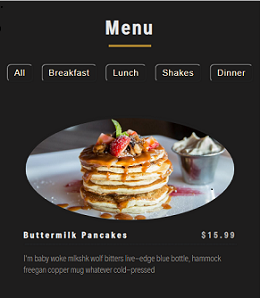 Menu
All Breakfast Lunch Shakes Dinner
Buttermilk Pancakes $15.99
I'm baby woke mlkshk wolf bitters live-edge blue bottle, hammock
freegan copper mug whatever cold-pressed